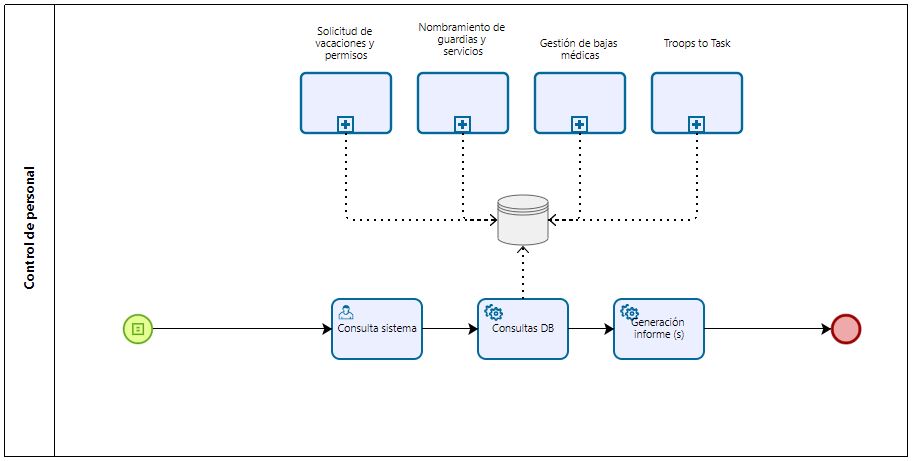 Control de personal
Solicitud de
vacaciones y
permisos
Nombramiento de
guardias y
servicios
Gestión de bajas
médicas
Troops to Task
Consulta sistema
Consultas DB
Generación
informe (s)